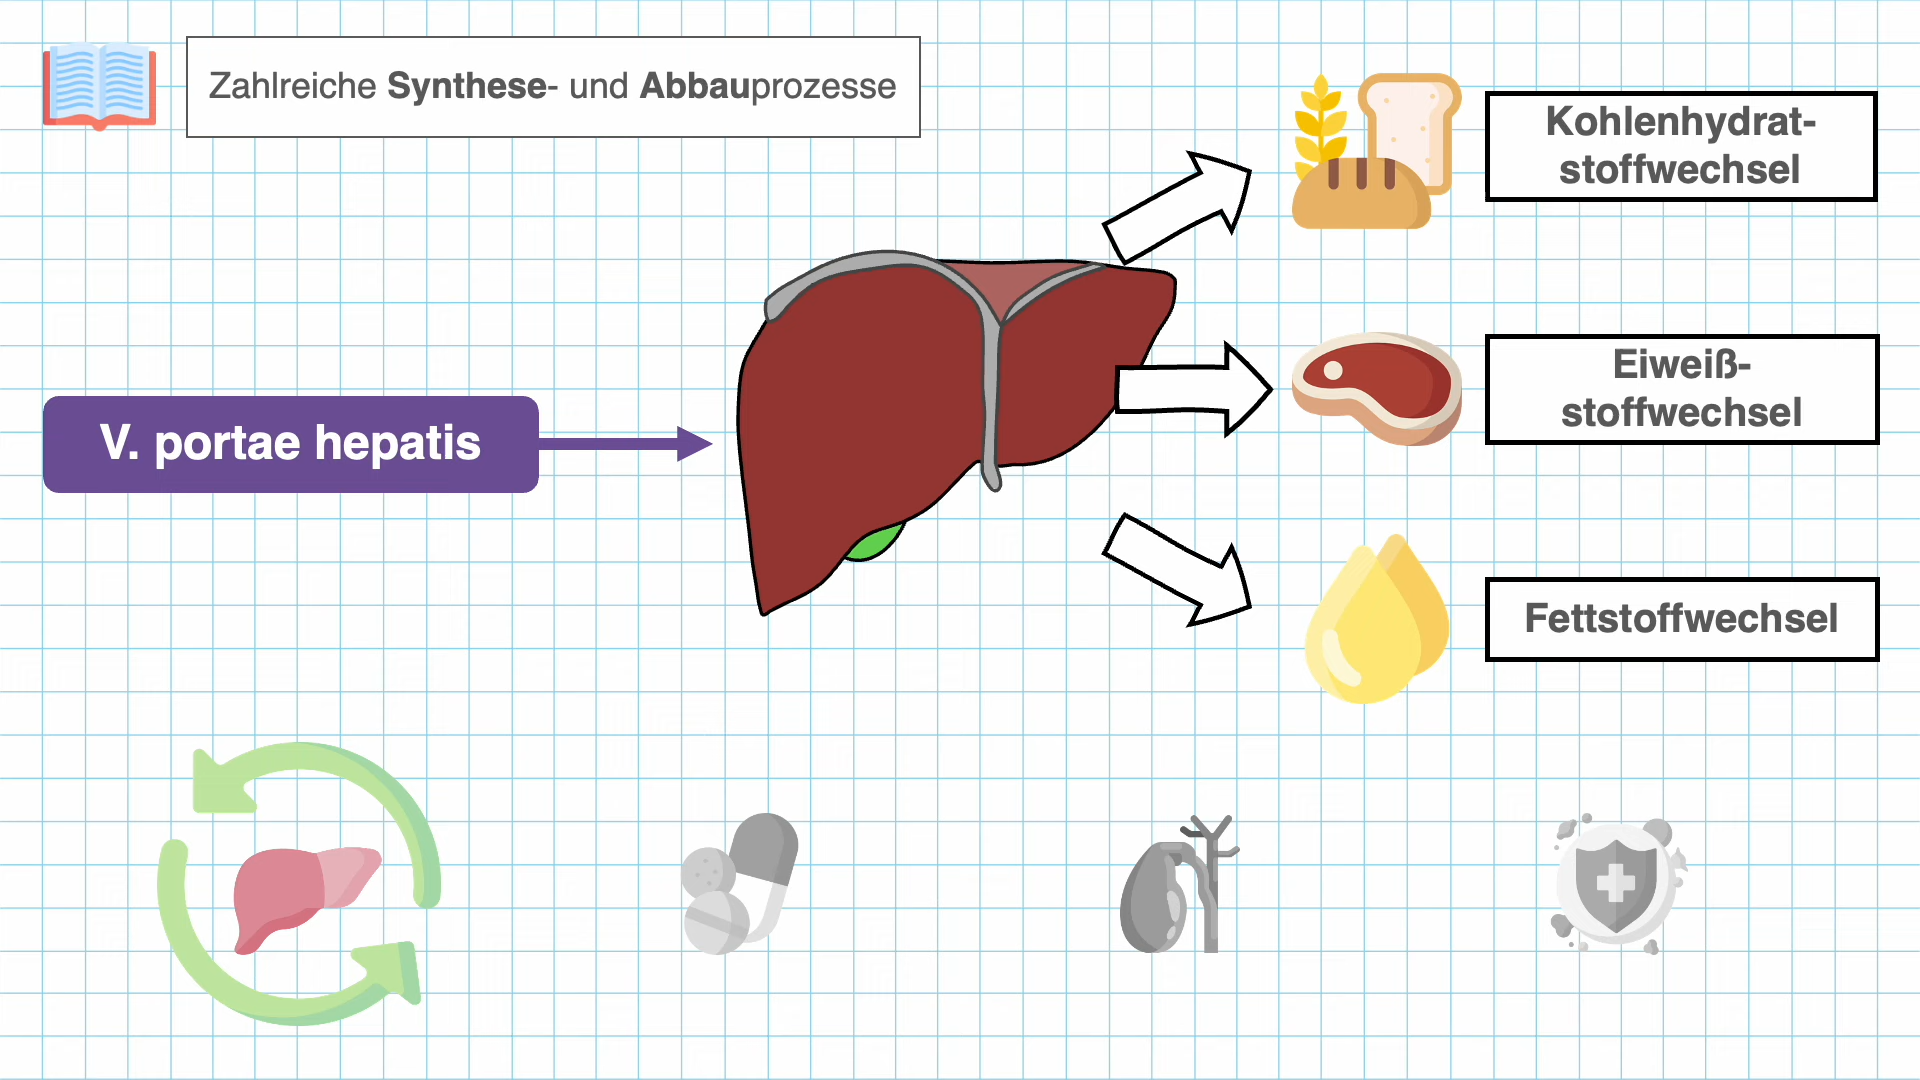 Zahlreiche Synthese- und Abbauprozesse
Kohlenhydrat-
stoffwechsel
Eiweiß-
stoffwechsel
V. portae hepatis
Fettstoffwechsel